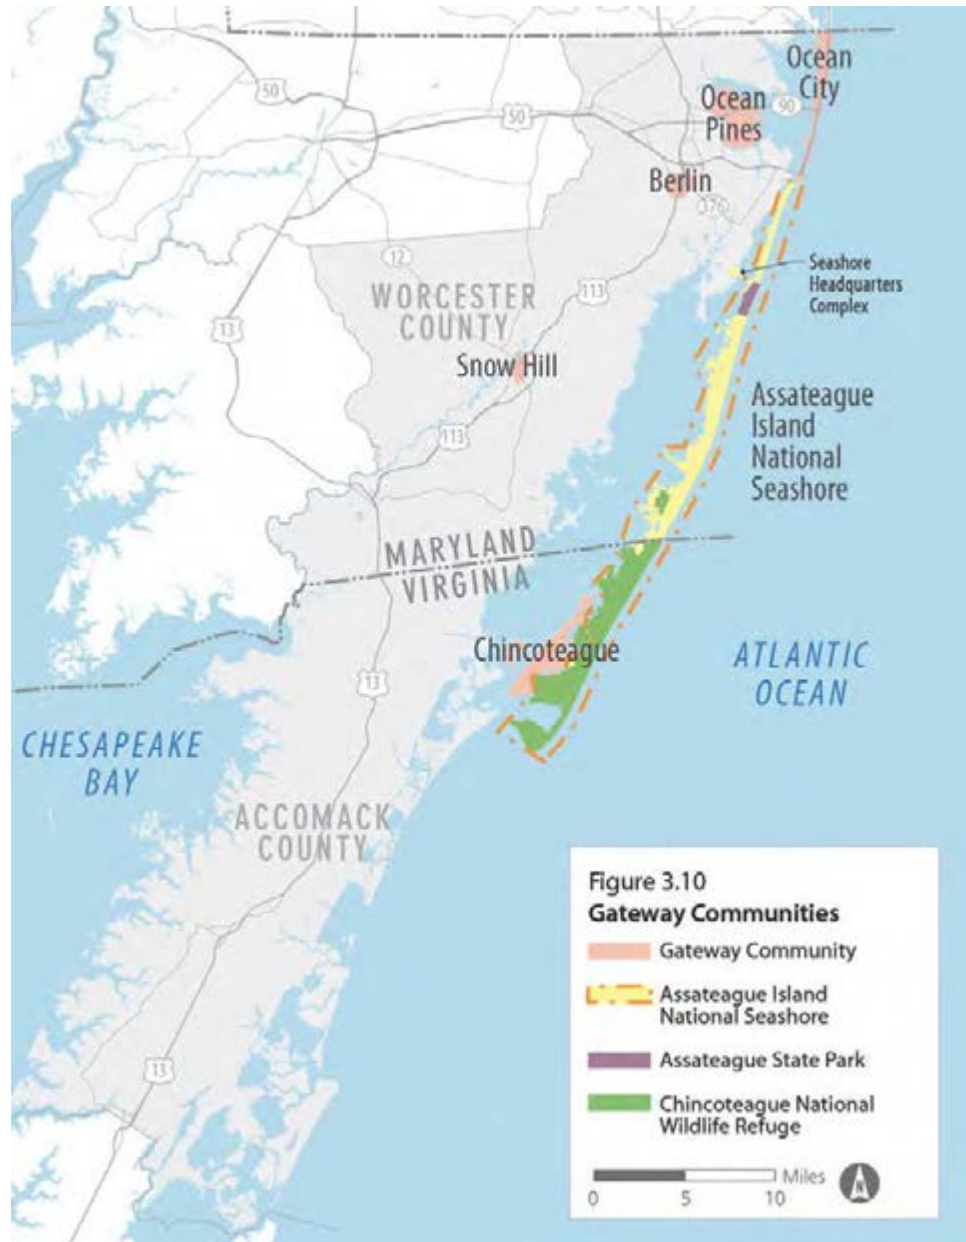 Ocean
City
50
Ocean
Pines
90
50
Berlin
376
12
Seashore
Headquarters
Complex
WORCESTER
COUNTY
113
13
Snow Hill
Assateague
Island
National
Seashore
113
MARYLAND
VIRGINIA
Chincoteague
ATLANTIC
OCEAN
13
CHESAPEAKE
BAY
ACCOMACK
COUNTY
13
Figure 3.10
Gateway Communities
Gateway Community
Assateague Island
National Seashore
Assateague State Park
Chincoteague National
Wildlife Refuge
Miles
0 5 10
N